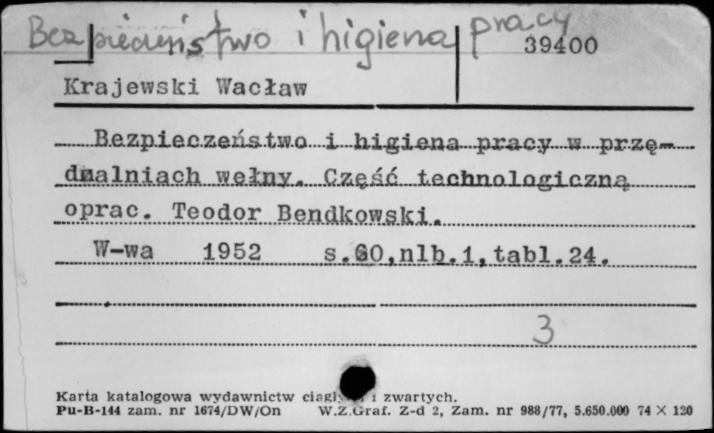 Bezpieczeństwo i higiena pracy
39400
Krajewski Wacław
Bezpieczeństwo i higiena pracy w przę-
dzalniach wełny. Część technologiczną
oprac. Teodor Bendkowski.
W-wa 1952 s.60,nlb.1,tabl.24.
3
Karta katalogowa wydawnictw i zwartych.
Pu-B-144 zam. nr 1674/DW/On W.Z.Graf. Z-d 2, Zam. nr 988/77, 5.650.000 74 X 120